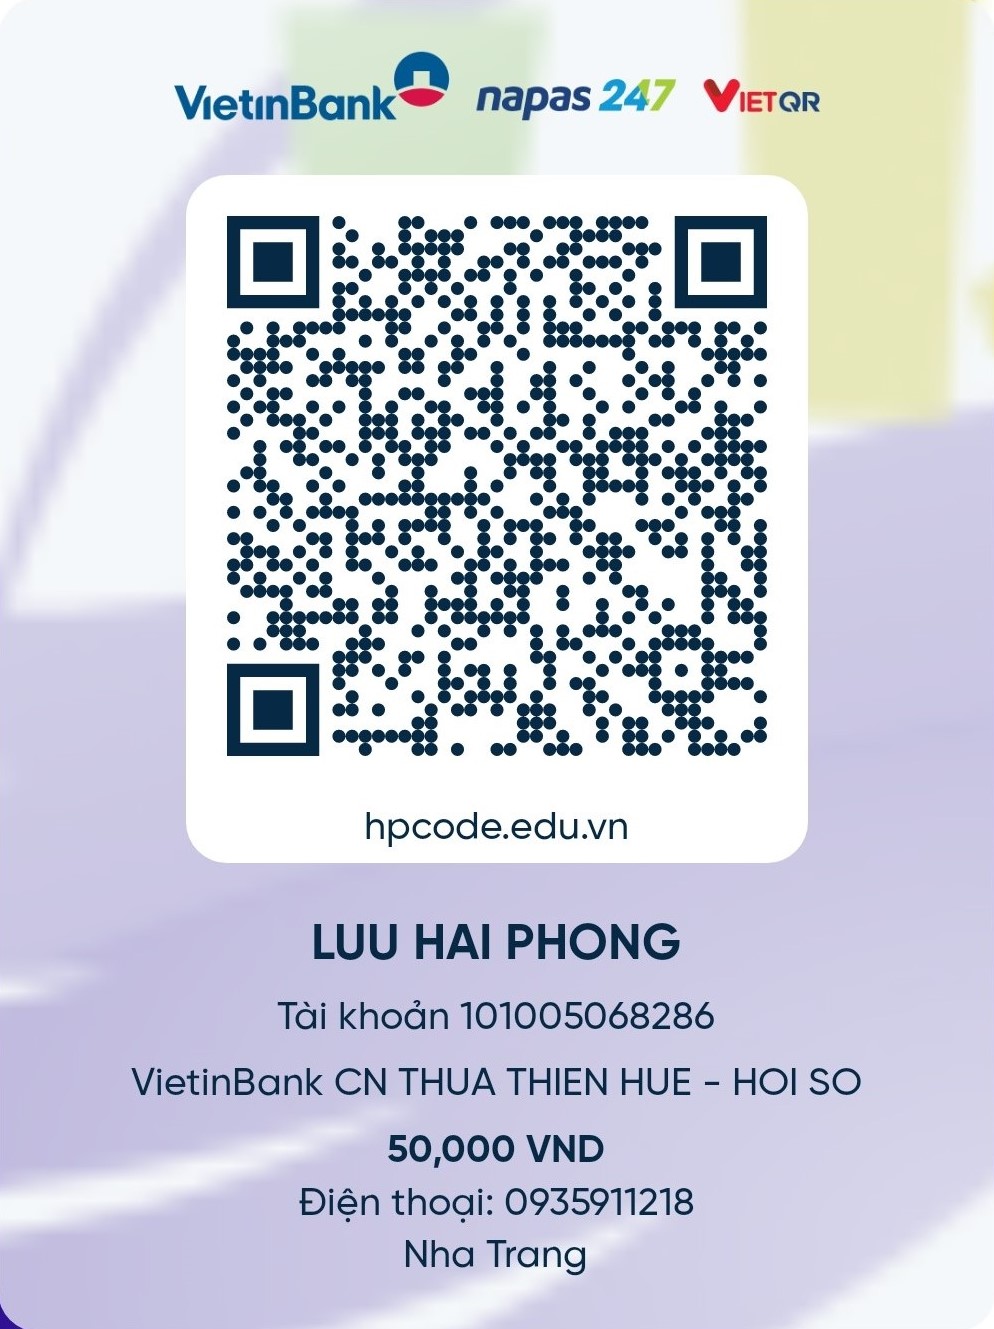 VietinBank napas 247 VIETQR
hpcode.edu.vn
LUU HAI PHONG
Tài khoản 101005068286
VietinBank CN THUA THIEN HUE - HOI SO
50,000 VND
Điện thoại: 0935911218
Nha Trang